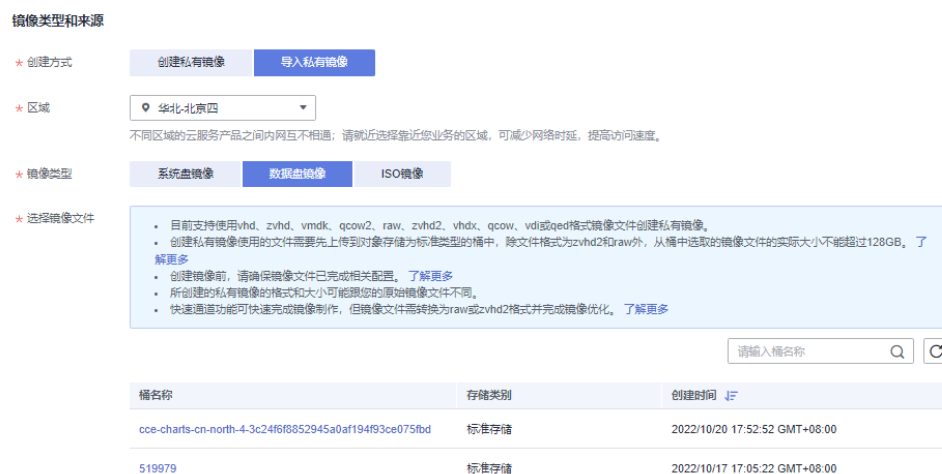 镜像类型和来源
★ 创建方式 创建私有镜像 导入私有镜像
★ 区域 华北-北京四
不同区域的云服务产品之间内网互不相通；请就近选择靠近您业务的区域，可减少网络时延，提高访问速度。
★ 镜像类型 系统盘镜像 数据盘镜像 ISO镜像
★ 选择镜像文件
• 目前支持使用vhd、zvhd、vmdk、qcow2、raw、zvhd2、vhdx、qcow、vdi或qed格式镜像文件创建私有镜像。
• 创建私有镜像使用的文件需要先上传到对象存储为标准类型的桶中，除文件格式为zvhd2和raw外，从桶中选取的镜像文件的实际大小不能超过128GB。 了
解更多
• 创建镜像前，请确保镜像文件已完成相关配置。 了解更多
• 所创建的私有镜像的格式和大小可能跟您的原始镜像文件不同。
• 快速通道功能可快速完成镜像制作，但镜像文件需转换为raw或zvhd2格式并完成镜像优化。 了解更多
请输入桶名称
桶名称 存储类别 创建时间
cce-charts-cn-north-4-3c24f6f8852945a0af194f93ce075fbd 标准存储 2022/10/20 17:52:52 GMT+08:00
519979 标准存储 2022/10/17 17:05:22 GMT+08:00